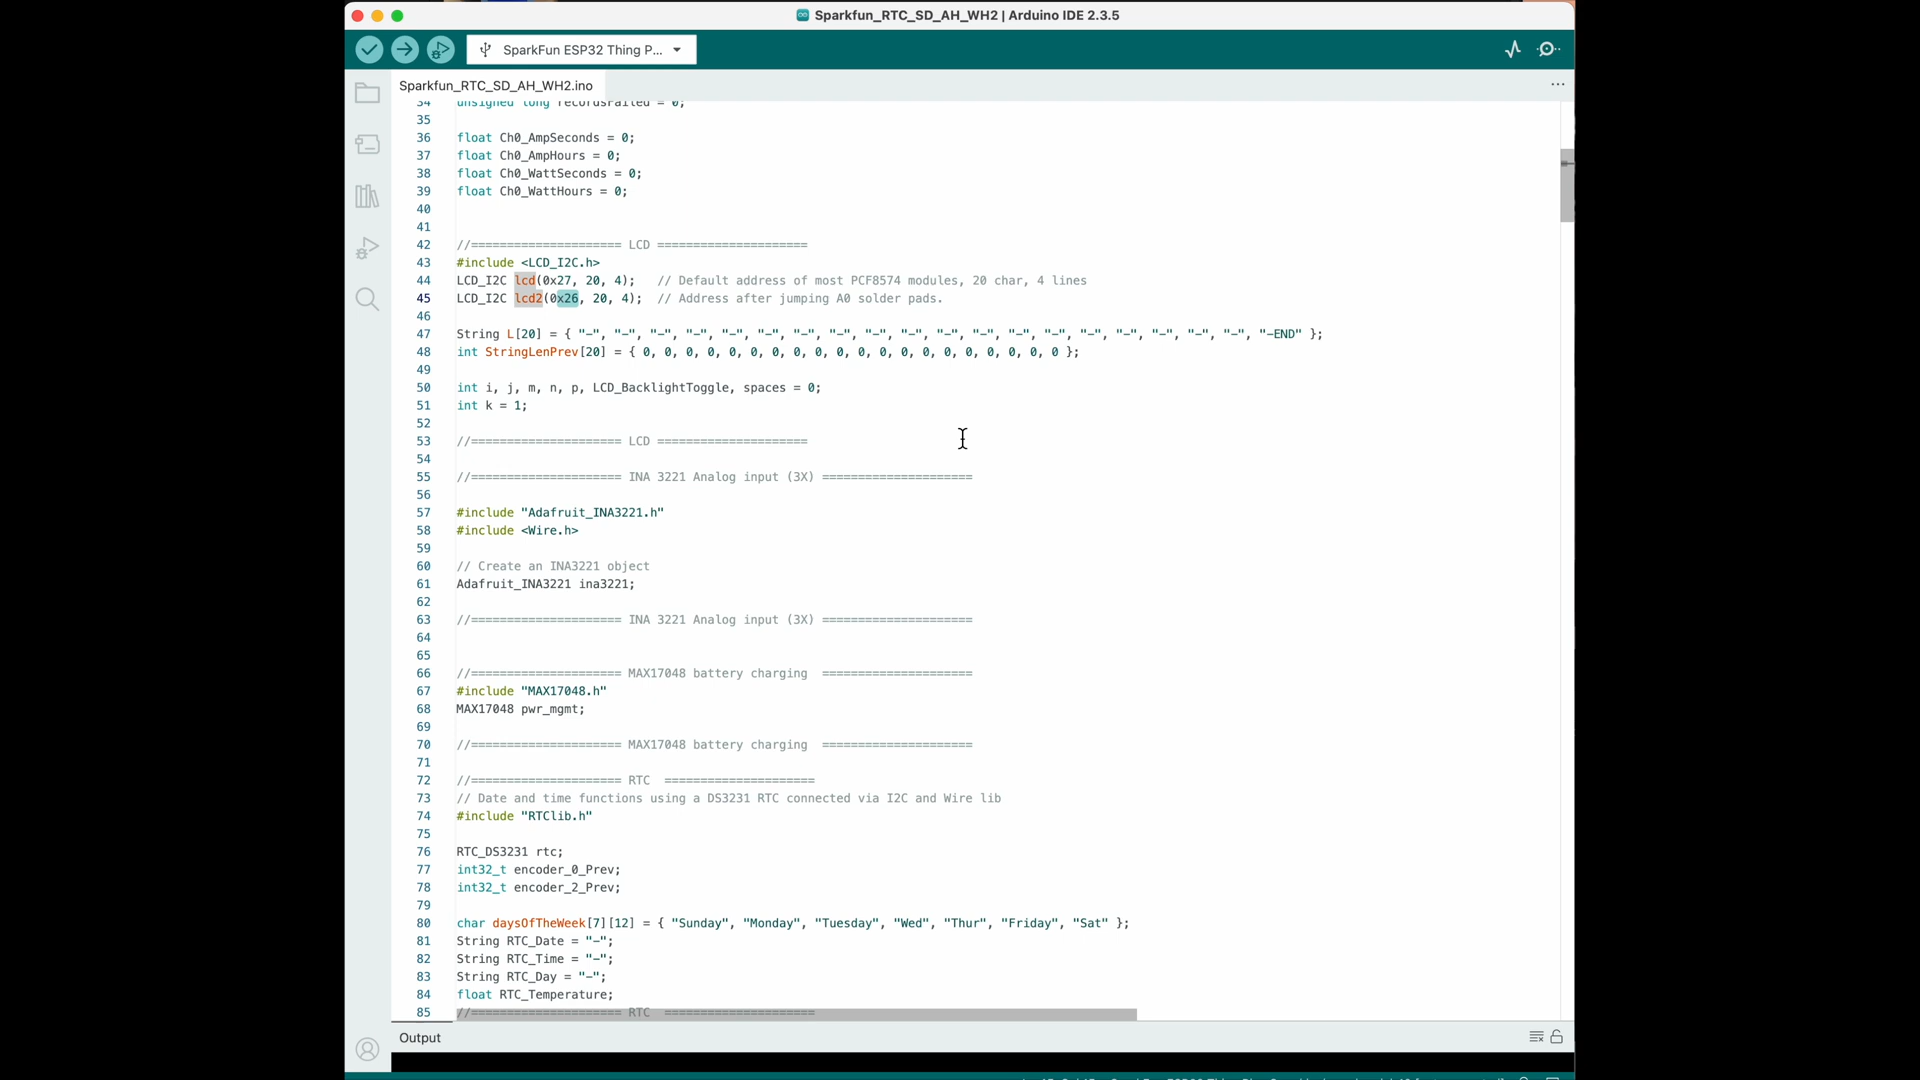 Sparkfun_RTC_SD_AH_WH2 | Arduino IDE 2.3.5
SparkFun ESP32 Thing P...
Sparkfun_RTC_SD_AH_WH2.ino
34 unsigned long recordsFailed = 0;
35
36 float Ch0_AmpSeconds = 0;
37 float Ch0_AmpHours = 0;
38 float Ch0_WattSeconds = 0;
39 float Ch0_WattHours = 0;
40
41
42 //===================== LCD =====================
43 #include <LCD_I2C.h>
44 LCD_I2C lcd(0x27, 20, 4); // Default address of most PCF8574 modules, 20 char, 4 lines
45 LCD_I2C lcd2(0x26, 20, 4); // Address after jumping A0 solder pads.
46
47 String L[20] = { "-", "-", "-", "-", "-", "-", "-", "-", "-", "-", "-", "-", "-", "-", "-", "-", "-", "-", "-", "-END" };
48 int StringLenPrev[20] = { 0, 0, 0, 0, 0, 0, 0, 0, 0, 0, 0, 0, 0, 0, 0, 0, 0, 0, 0, 0 };
49
50 int i, j, m, n, p, LCD_BacklightToggle, spaces = 0;
51 int k = 1;
52
53 //===================== LCD =====================
54
55 //===================== INA 3221 Analog input (3X) =====================
56
57 #include "Adafruit_INA3221.h"
58 #include <Wire.h>
59
60 // Create an INA3221 object
61 Adafruit_INA3221 ina3221;
62
63 //===================== INA 3221 Analog input (3X) =====================
64
65
66 //===================== MAX17048 battery charging =====================
67 #include "MAX17048.h"
68 MAX17048 pwr_mgmt;
69
70 //===================== MAX17048 battery charging =====================
71
72 //===================== RTC =====================
73 // Date and time functions using a DS3231 RTC connected via I2C and Wire lib
74 #include "RTClib.h"
75
76 RTC_DS3231 rtc;
77 int32_t encoder_0_Prev;
78 int32_t encoder_2_Prev;
79
80 char daysOfTheWeek[7][12] = { "Sunday", "Monday", "Tuesday", "Wed", "Thur", "Friday", "Sat" };
81 String RTC_Date = "-";
82 String RTC_Time = "-";
83 String RTC_Day = "-";
84 float RTC_Temperature;
85 //===================== RTC =====================
Output